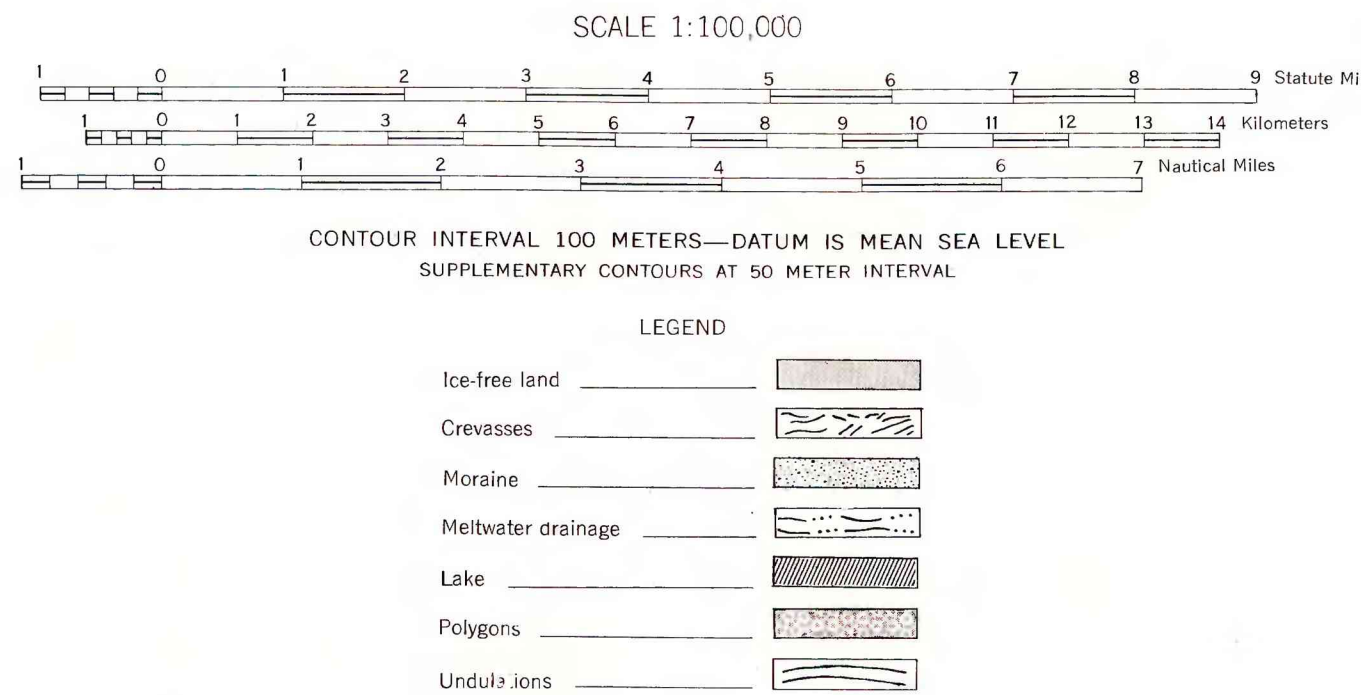 SCALE 1:100,000
1 0 1 2 3 4 5 6 7 8 9 Statute Mi
1 0 1 2 3 4 5 6 7 8 9 10 11 12 13 14 Kilometers
1 0 1 2 3 4 5 6 7 Nautical Miles
CONTOUR INTERVAL 100 METERS—DATUM IS MEAN SEA LEVEL
SUPPLEMENTARY CONTOURS AT 50 METER INTERVAL
LEGEND
Ice-free land
Crevasses
Moraine
Meltwater drainage
Lake
Polygons
Undulations